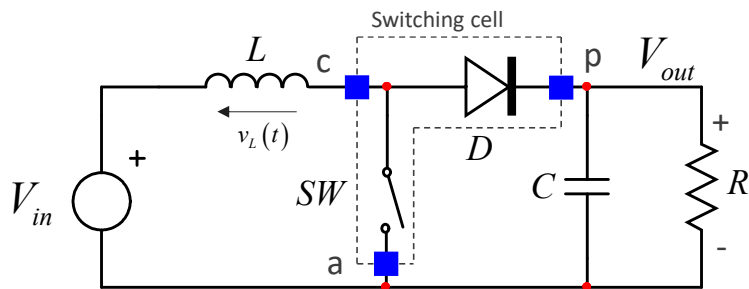 Switching cell
L
c
p
V_out
v_L(t)
D
+
+
SW
C
R
V_in
a
-